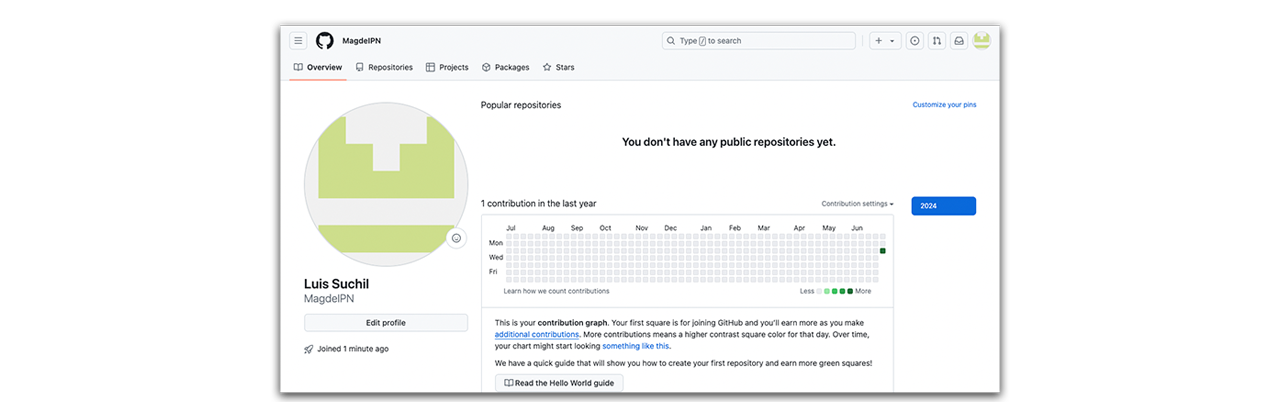 MagdeIPN
Type / to search
Overview Repositories Projects Packages Stars
Popular repositories
Customize your pins
You don't have any public repositories yet.
1 contribution in the last year
Contribution settings
2024
Jul Aug Sep Oct Nov Dec Jan Feb Mar Apr May Jun
Mon
Wed
Fri
Learn how we count contributions
Less More
This is your contribution graph. Your first square is for joining GitHub and you'll earn more as you make
additional contributions. More contributions means a higher contrast square color for that day. Over time,
your chart might start looking something like this.
We have a quick guide that will show you how to create your first repository and earn more green squares!
Read the Hello World guide
Luis Suchil
MagdeIPN
Edit profile
Joined 1 minute ago